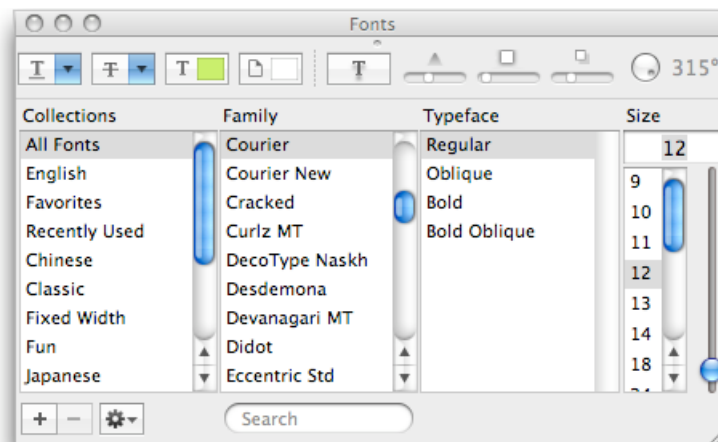 Fonts
T T T T 315°
Collections Family Typeface Size
All Fonts Courier Regular 12
English Courier New Oblique 9
Favorites Cracked Bold 10
Recently Used Curlz MT Bold Oblique 11
Chinese DecoType Naskh 12
Classic Desdemona 13
Fixed Width Devanagari MT 14
Fun Didot 18
Japanese Eccentric Std
Search